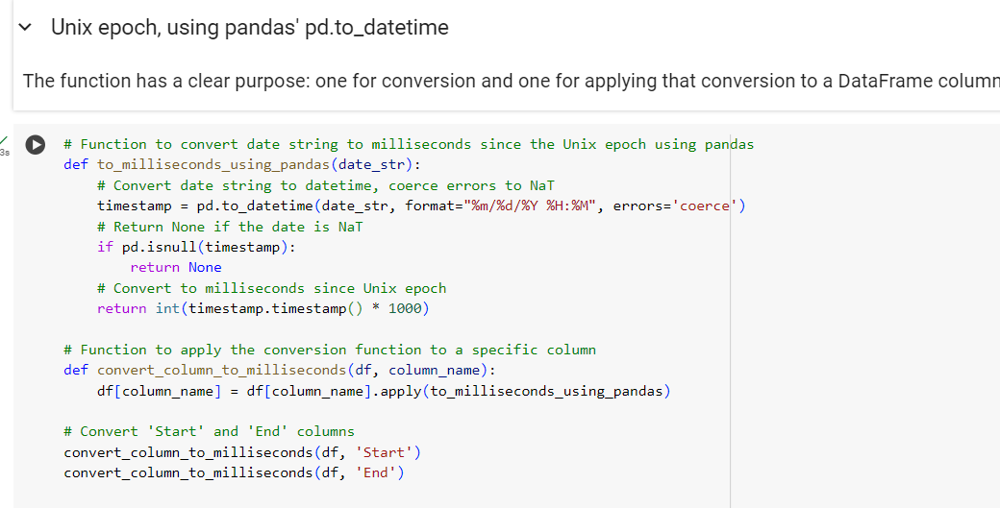 Unix epoch, using pandas' pd.to_datetime
The function has a clear purpose: one for conversion and one for applying that conversion to a DataFrame column
3s
# Function to convert date string to milliseconds since the Unix epoch using pandas
def to_milliseconds_using_pandas(date_str):
    # Convert date string to datetime, coerce errors to NaT
    timestamp = pd.to_datetime(date_str, format="%m/%d/%Y %H:%M", errors='coerce')
    # Return None if the date is NaT
    if pd.isnull(timestamp):
        return None
    # Convert to milliseconds since Unix epoch
    return int(timestamp.timestamp() * 1000)
# Function to apply the conversion function to a specific column
def convert_column_to_milliseconds(df, column_name):
    df[column_name] = df[column_name].apply(to_milliseconds_using_pandas)
# Convert 'Start' and 'End' columns
convert_column_to_milliseconds(df, 'Start')
convert_column_to_milliseconds(df, 'End')